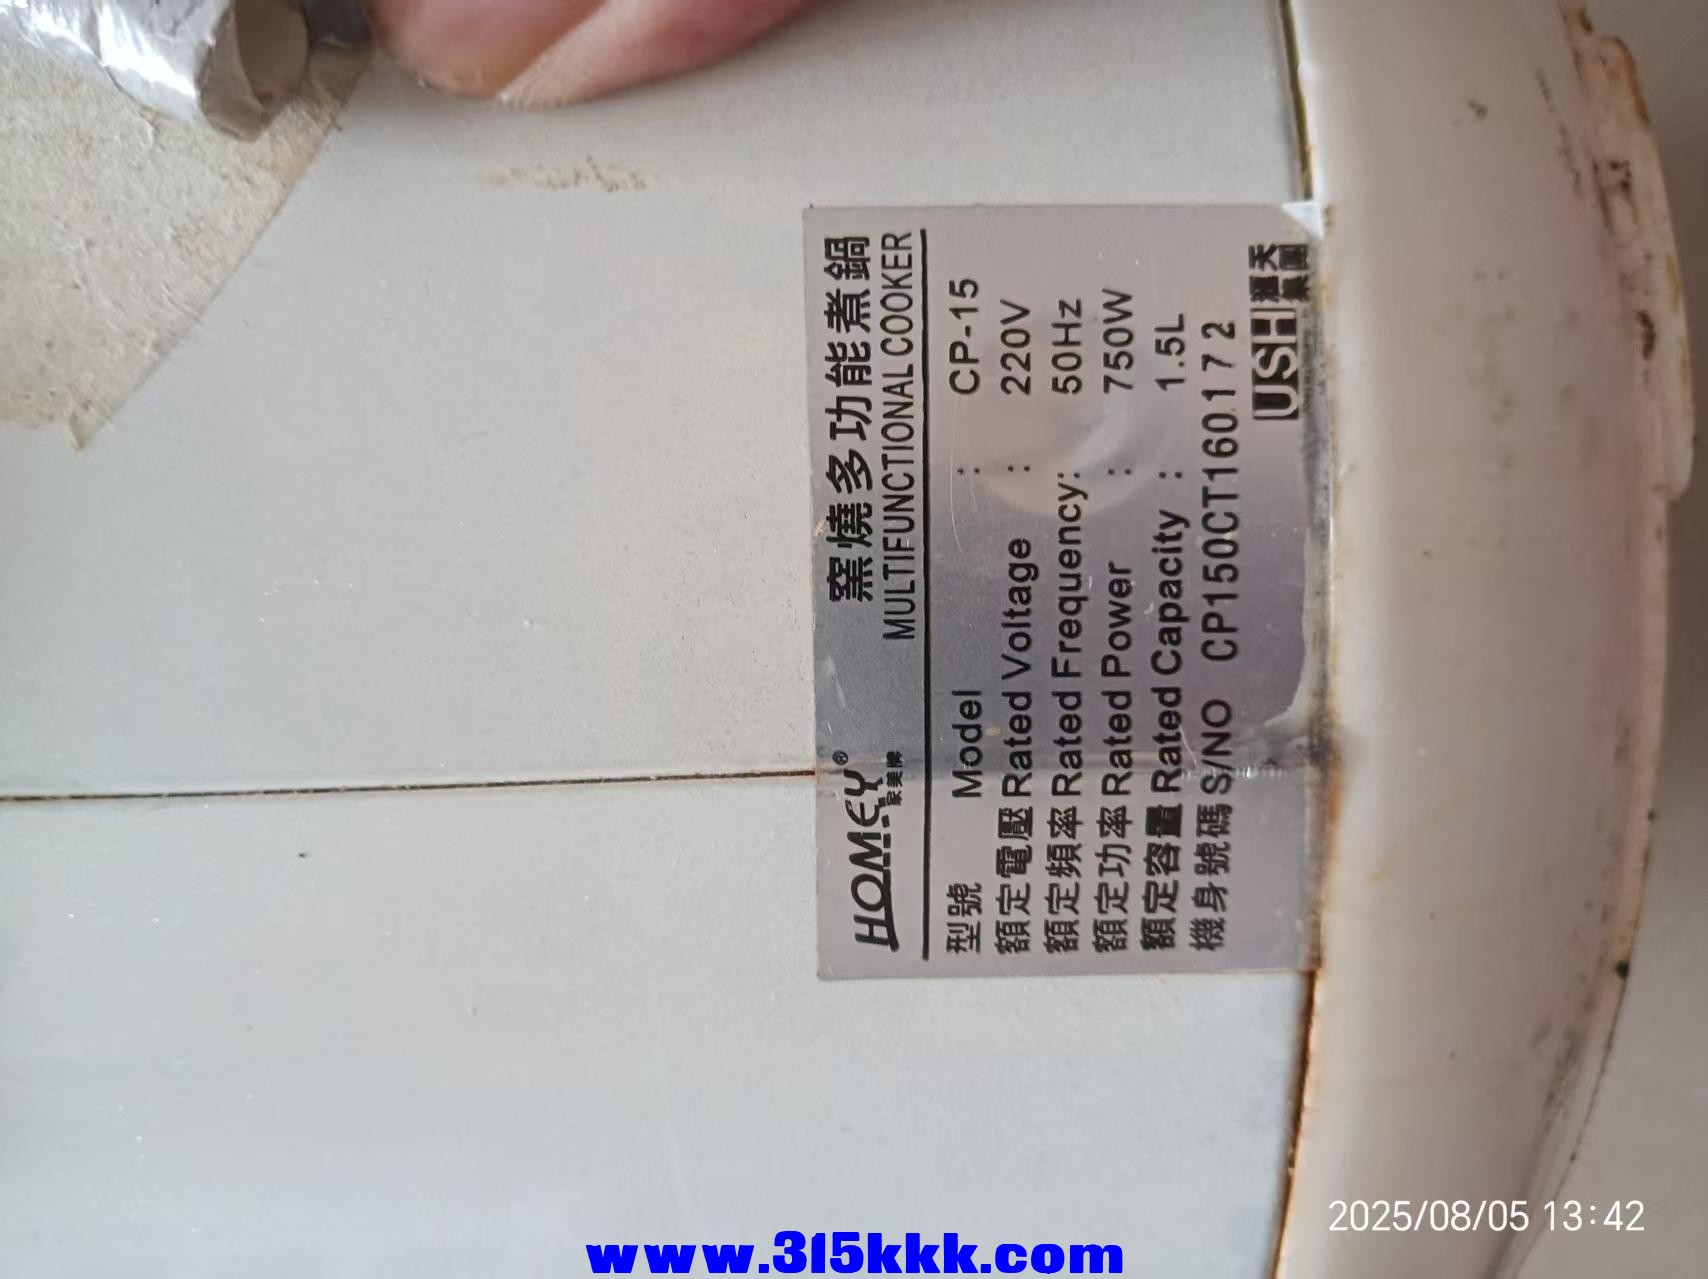 HOMEY®
家美牌
窯燒多功能煮鍋
MULTIFUNCTIONAL COOKER
型號 Model : CP-15
額定電壓 Rated Voltage : 220V
額定頻率 Rated Frequency: 50Hz
額定功率 Rated Power : 750W
額定容量 Rated Capacity : 1.5L
機身號碼 S/NO CP150CT160172
USH
天
集團
2025/08/05 13:42
www.315kkk.com